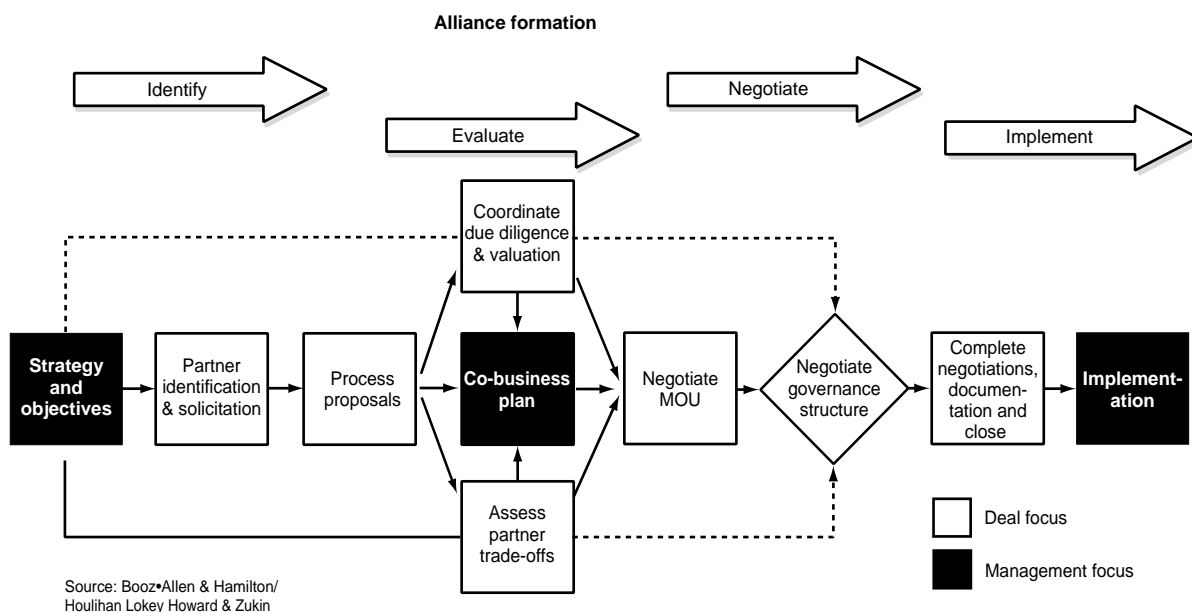 Alliance formation
Identify
Negotiate
Evaluate
Implement
Coordinate
due diligence
& valuation
Strategy
and
objectives
Partner
identification
& solicitation
Process
proposals
Co-business
plan
Negotiate
MOU
Negotiate
governance
structure
Complete
negotiations,
documen-
tation and
close
Implement-
ation
Assess
partner
trade-offs
Deal focus
Management focus
Source: Booz•Allen & Hamilton/
Houlihan Lokey Howard & Zukin